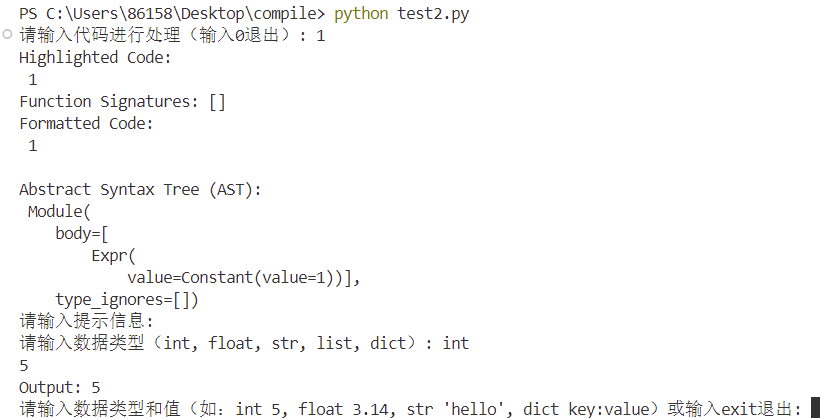 PS C:\Users\86158\Desktop\compile> python test2.py
请输入代码进行处理（输入0退出）: 1
Highlighted Code:
1
Function Signatures: []
Formatted Code:
1
Abstract Syntax Tree (AST):
Module(
body=[
Expr(
value=Constant(value=1))],
type_ignores=[])
请输入提示信息:
请输入数据类型（int, float, str, list, dict）: int
5
Output: 5
请输入数据类型和值（如：int 5, float 3.14, str 'hello', dict key:value）或输入exit退出: